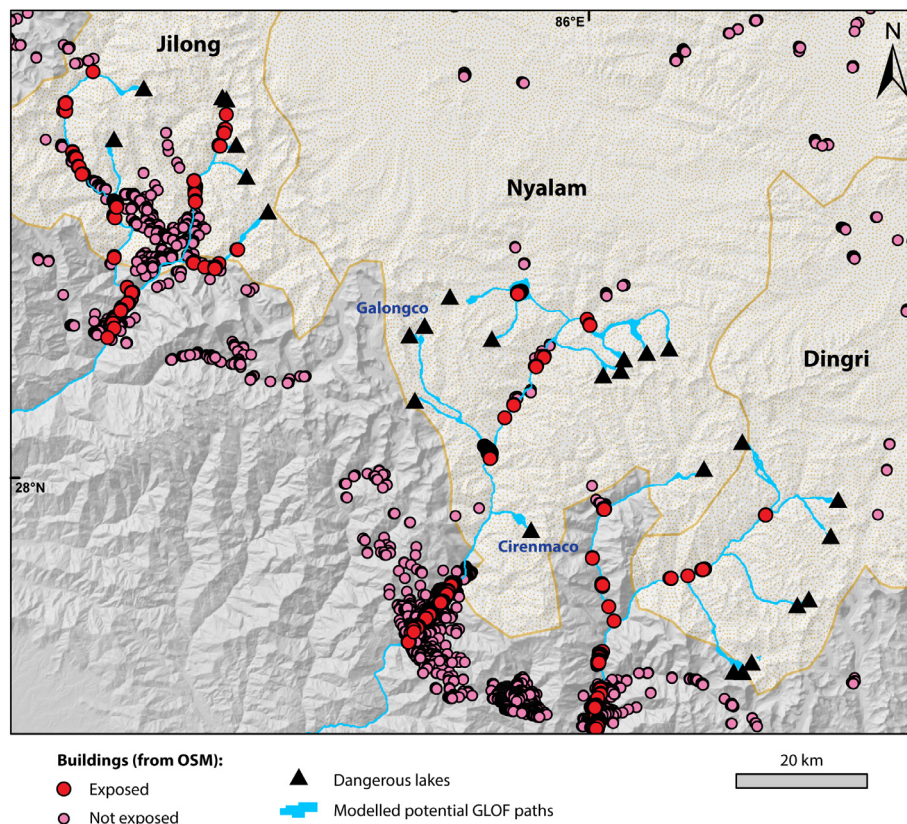 86°E
Jilong
N
Nyalam
Galongco
Dingri
28°N
Cirenmaco
Buildings (from OSM):
Exposed
Not exposed
Dangerous lakes
Modelled potential GLOF paths
20 km